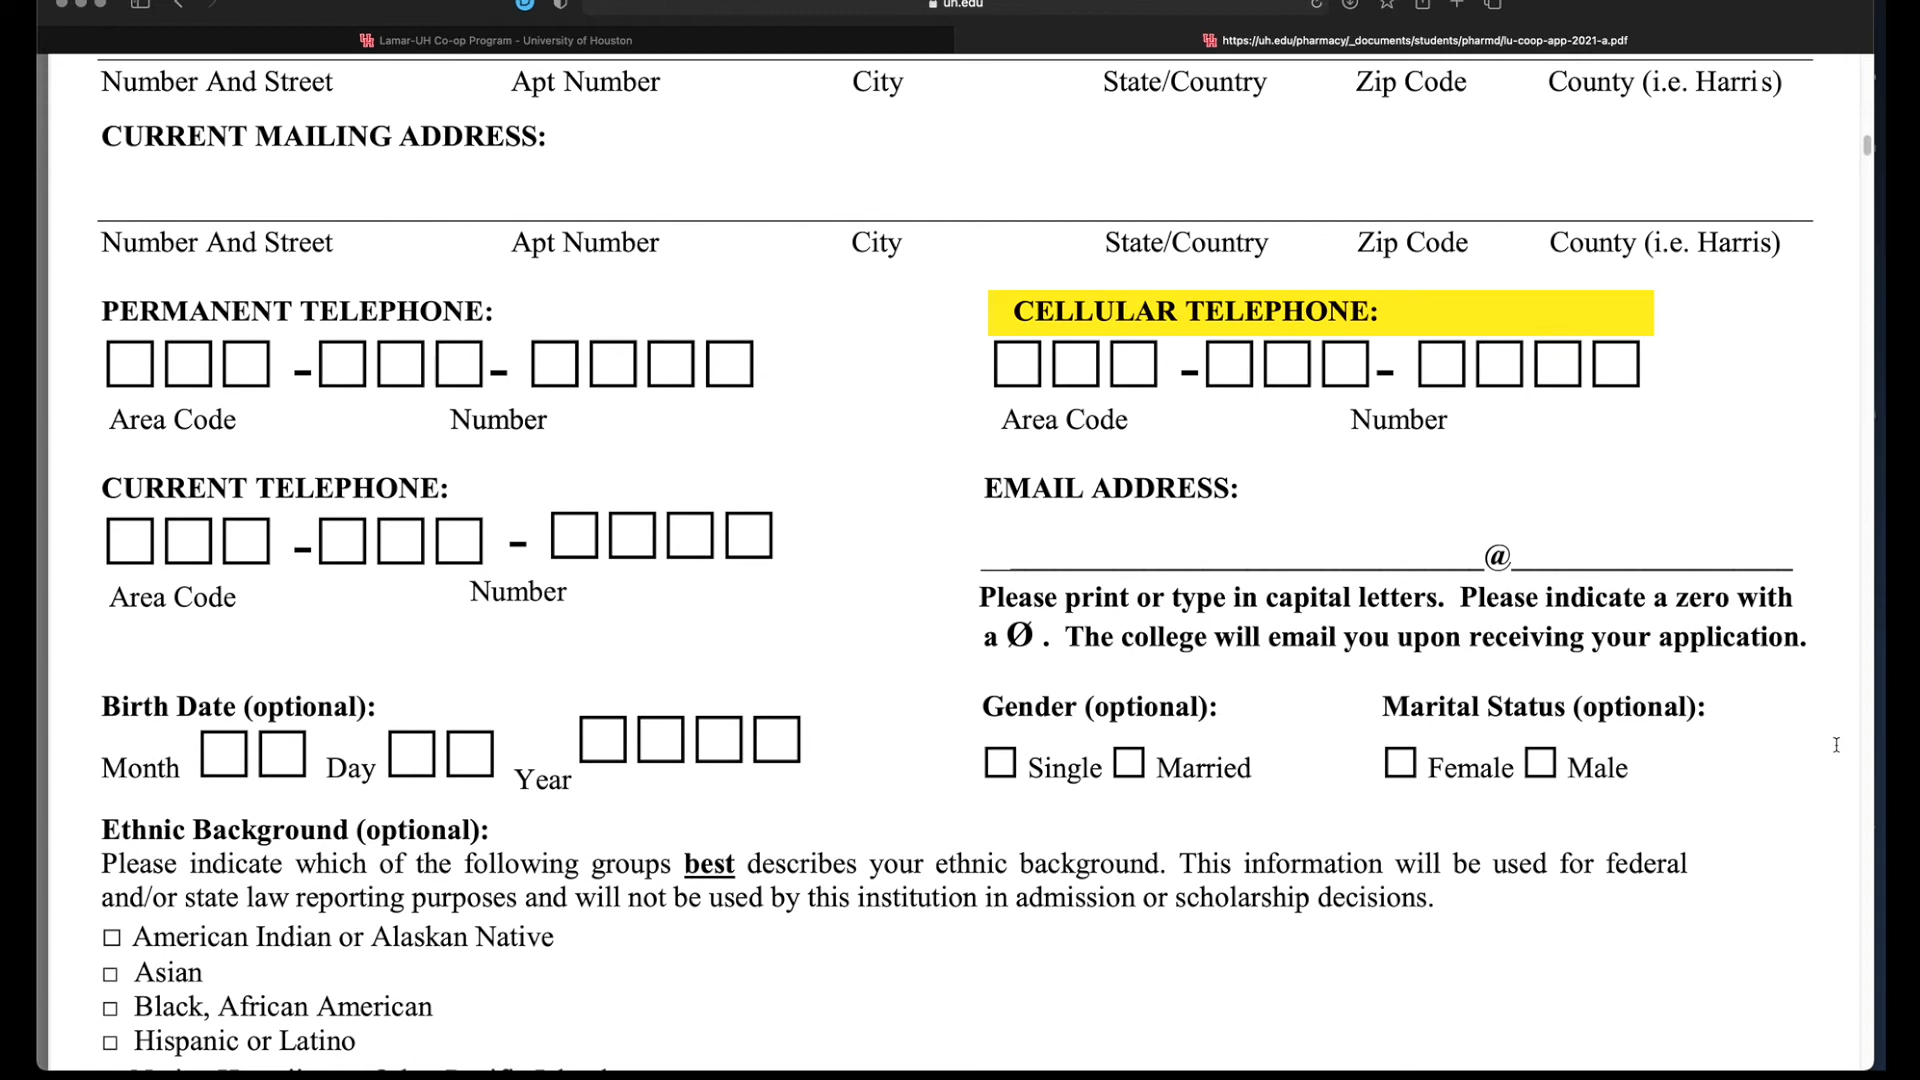 uh.edu
Lamar-UH Co-op Program - University of Houston
https://uh.edu/pharmacy/_documents/students/pharmd/lu-coop-app-2021-a.pdf
Number And Street Apt Number City State/Country Zip Code County (i.e. Harris)
CURRENT MAILING ADDRESS:
Number And Street Apt Number City State/Country Zip Code County (i.e. Harris)
PERMANENT TELEPHONE: CELLULAR TELEPHONE:
- - - -
Area Code Number Area Code Number
CURRENT TELEPHONE: EMAIL ADDRESS:
- - @
Area Code Number
Please print or type in capital letters. Please indicate a zero with
a Ø . The college will email you upon receiving your application.
Birth Date (optional): Gender (optional): Marital Status (optional):
Month Day Year Single Married Female Male
Ethnic Background (optional):
Please indicate which of the following groups best describes your ethnic background. This information will be used for federal
and/or state law reporting purposes and will not be used by this institution in admission or scholarship decisions.
American Indian or Alaskan Native
Asian
Black, African American
Hispanic or Latino